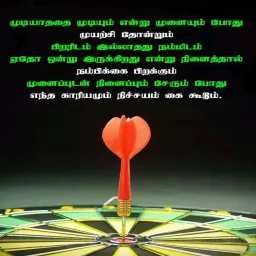 முடியாததை முடியும் என்று முனையும் போது
முயற்சி தோன்றும்
பிறரிடம் இல்லாதது நம்மிடம்
ஏதோ ஒன்று இருக்கிறது என்று நினைத்தால்
நம்பிக்கை பிறக்கும்
முனைப்புடன் நினைப்பும் சேரும் போது
எந்த காரியமும் நிச்சயம் கை கூடும்.